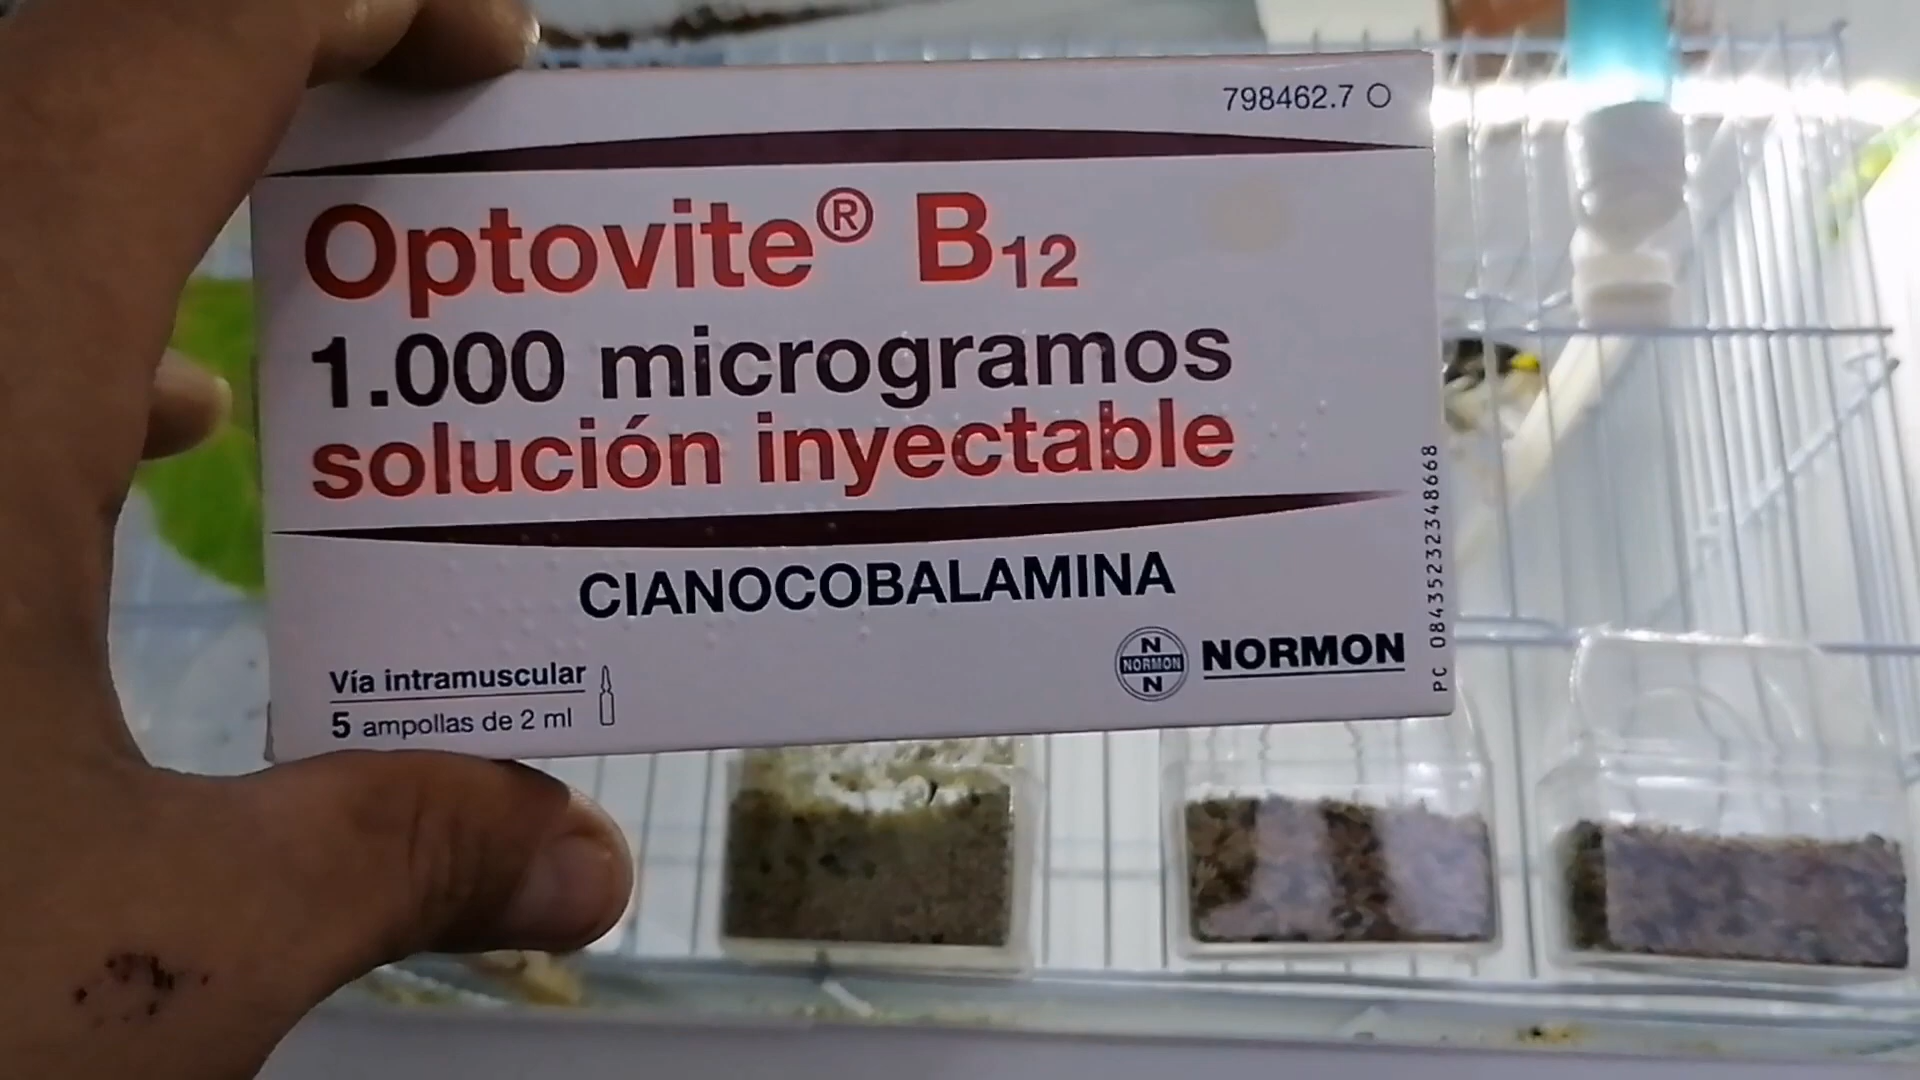 798462.7 O
Optovite® B12
1.000 microgramos
solución inyectable
CIANOCOBALAMINA
Vía intramuscular
5 ampollas de 2 ml
N
NORMON
N
NORMON
PC 08435232348668